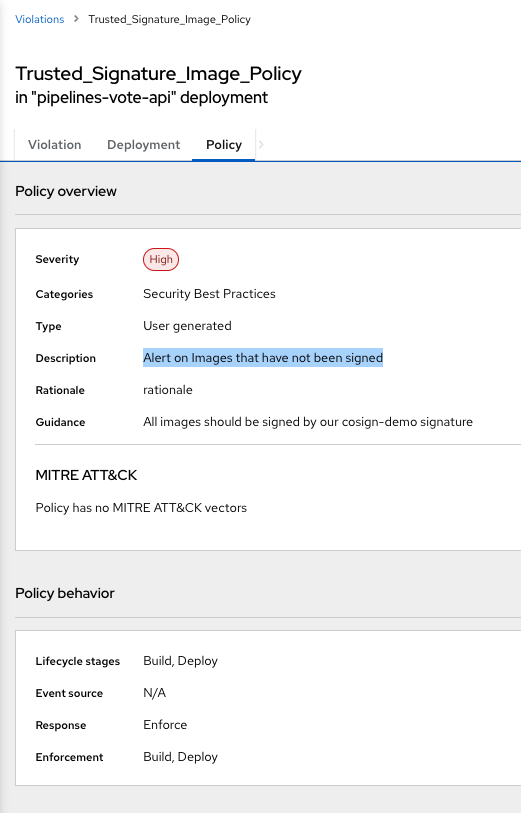 Violations > Trusted_Signature_Image_Policy
Trusted_Signature_Image_Policy
in "pipelines-vote-api" deployment
Violation Deployment Policy
Policy overview
Severity High
Categories Security Best Practices
Type User generated
Description Alert on Images that have not been signed
Rationale rationale
Guidance All images should be signed by our cosign-demo signature
MITRE ATT&CK
Policy has no MITRE ATT&CK vectors
Policy behavior
Lifecycle stages Build, Deploy
Event source N/A
Response Enforce
Enforcement Build, Deploy